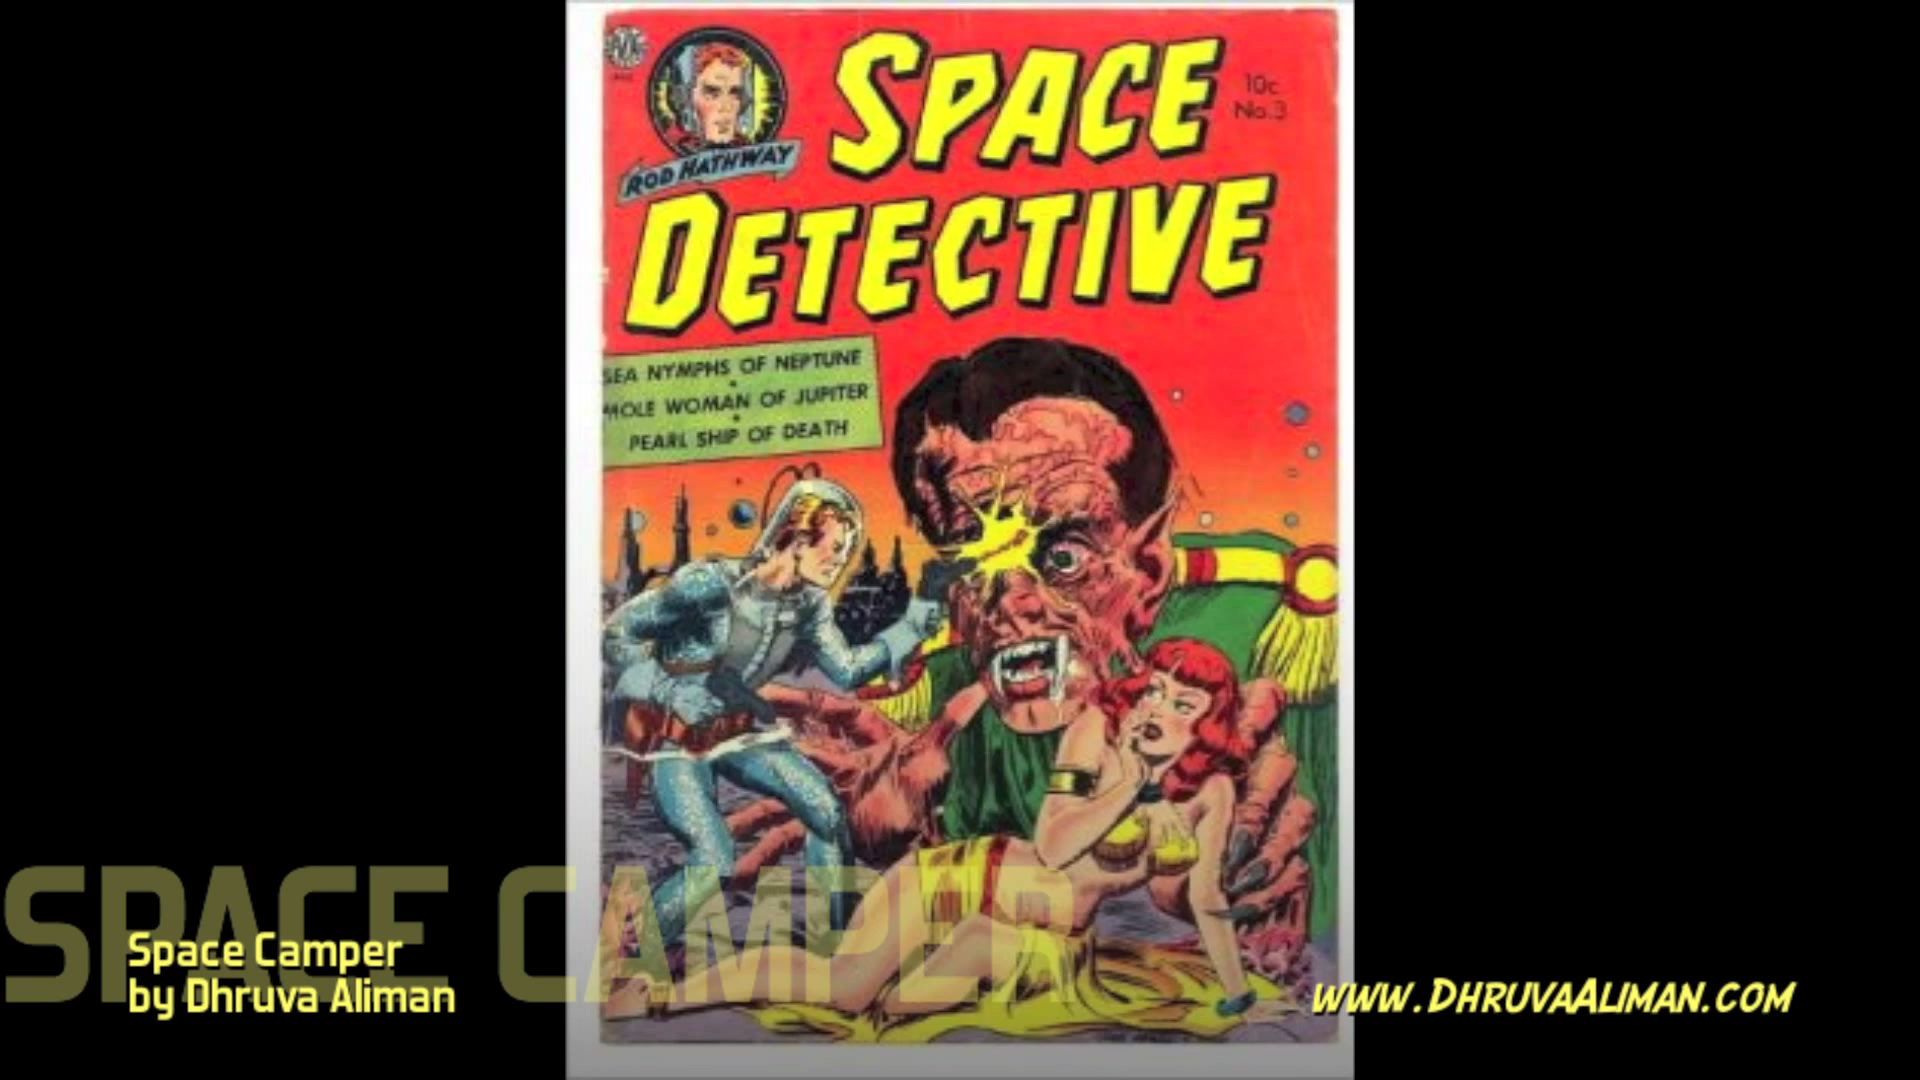 SPACE
10c
No.3
ROD HATHWAY
DETECTIVE
SEA NYMPHS OF NEPTUNE
MOLE WOMAN OF JUPITER
PEARL SHIP OF DEATH
SPACE CAMPER
Space Camper
by Dhruva Aliman
www.DhruvaAliman.com